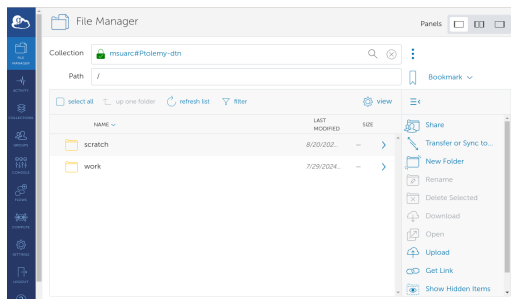 File Manager
Panels
FILE MANAGER
Collection
msuarc#Ptolemy-dtn
ACTIVITY
Path
/
Bookmark
COLLECTIONS
select all
up one folder
refresh list
filter
view
NAME
LAST MODIFIED
SIZE
GROUPS
Share
scratch
8/20/202...
—
Transfer or Sync to...
CONSOLE
work
7/29/2024...
—
New Folder
Rename
FLOWS
Delete Selected
COMPUTE
Download
Open
SETTINGS
Upload
Get Link
LOGOUT
Show Hidden Items